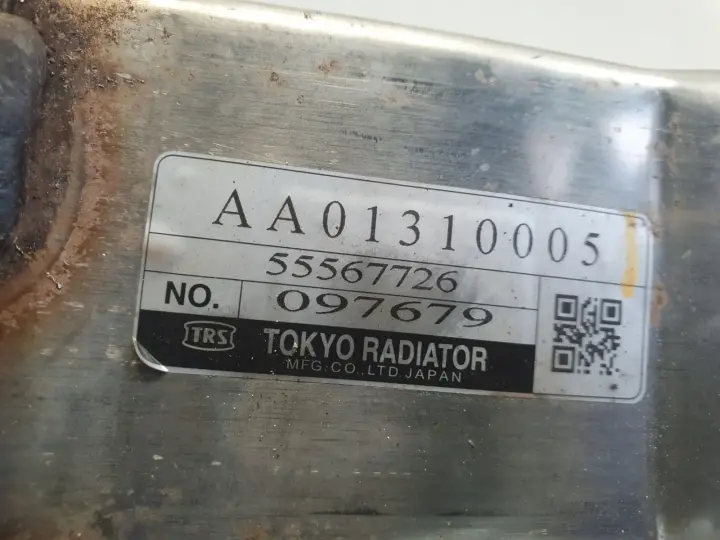 AA01310005
55567726
NO. 097679
TRS TOKYO RADIATOR
MFG.CO.,LTD.JAPAN